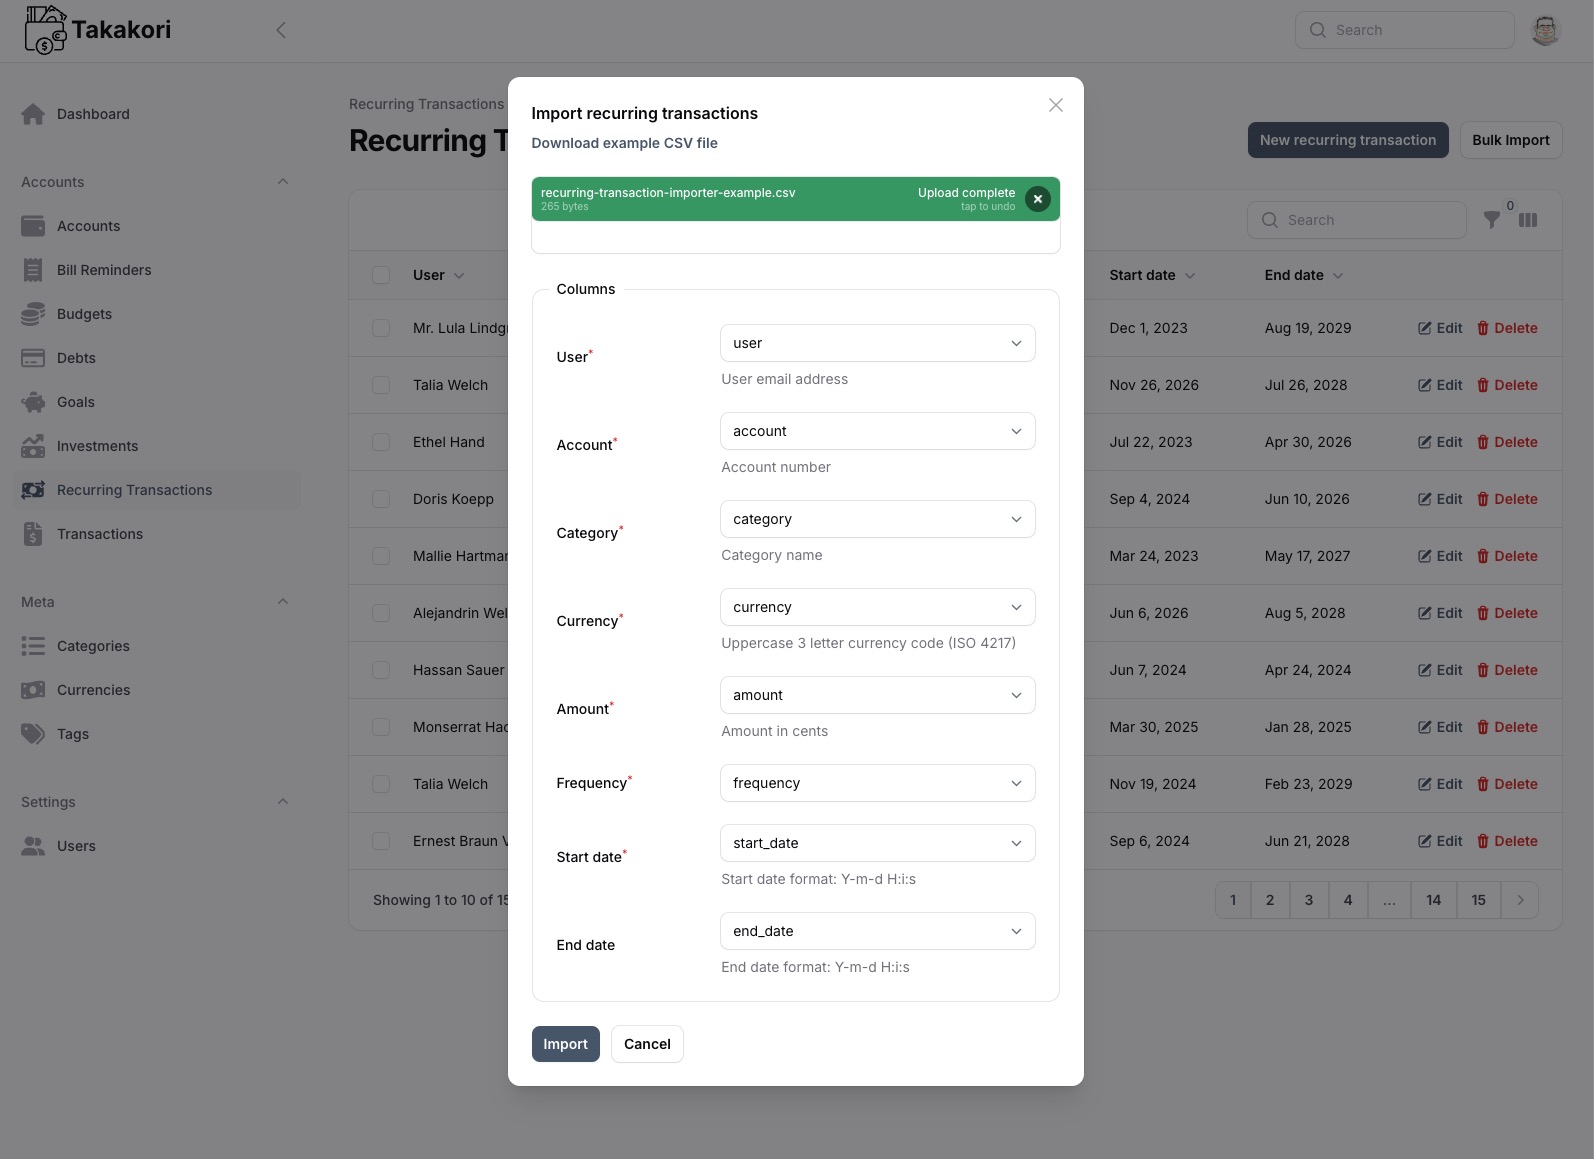 Takakori
Search
Dashboard
Accounts
Accounts
Bill Reminders
Budgets
Debts
Goals
Investments
Recurring Transactions
Transactions
Meta
Categories
Currencies
Tags
Settings
Users
Recurring Transactions
Recurring
New recurring transaction
Bulk Import
Search
0
User
Start date
End date
Mr. Lula
Dec 1, 2023
Aug 19, 2029
Edit
Delete
Talia Welch
Nov 26, 2026
Jul 26, 2028
Edit
Delete
Ethel Hand
Jul 22, 2023
Apr 30, 2026
Edit
Delete
Doris Koepp
Sep 4, 2024
Jun 10, 2026
Edit
Delete
Mallie
Mar 24, 2023
May 17, 2027
Edit
Delete
Alejandrin
Jun 6, 2026
Aug 5, 2028
Edit
Delete
Hassan Sauer
Jun 7, 2024
Apr 24, 2024
Edit
Delete
Monserrat
Mar 30, 2025
Jan 28, 2025
Edit
Delete
Talia Welch
Nov 19, 2024
Feb 23, 2029
Edit
Delete
Ernest Braun
Sep 6, 2024
Jun 21, 2028
Edit
Delete
Showing 1 to 10 of
1 2 3 4 ... 14 15
Import recurring transactions
Download example CSV file
recurring-transaction-importer-example.csv
265 bytes
Upload complete
tap to undo
Columns
User*
user
User email address
Account*
account
Account number
Category*
category
Category name
Currency*
currency
Uppercase 3 letter currency code (ISO 4217)
Amount*
amount
Amount in cents
Frequency*
frequency
Start date*
start_date
Start date format: Y-m-d H:i:s
End date
end_date
End date format: Y-m-d H:i:s
Import
Cancel